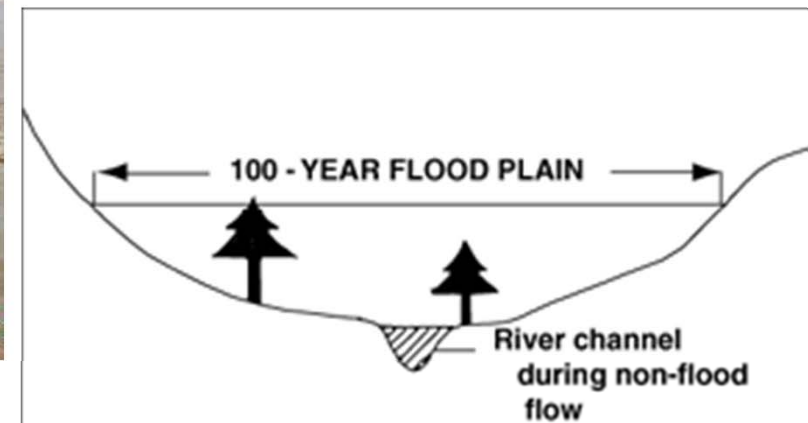 100 - YEAR FLOOD PLAIN
River channel
during non-flood
flow